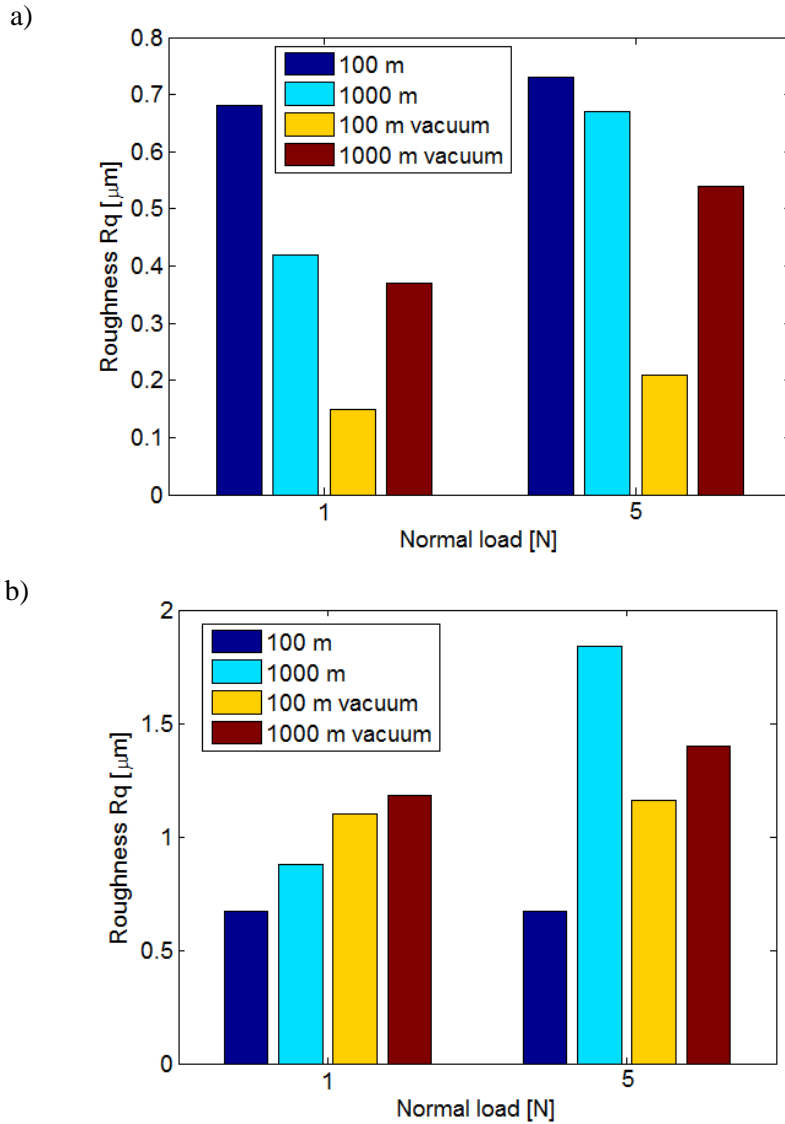 a)
0.8
0.7
0.6
0.5
0.4
0.3
0.2
0.1
0
Roughness Rq [μm]
100 m
1000 m
100 m vacuum
1000 m vacuum
1
5
Normal load [N]
b)
2
1.5
1
0.5
0
Roughness Rq [μm]
100 m
1000 m
100 m vacuum
1000 m vacuum
1
5
Normal load [N]